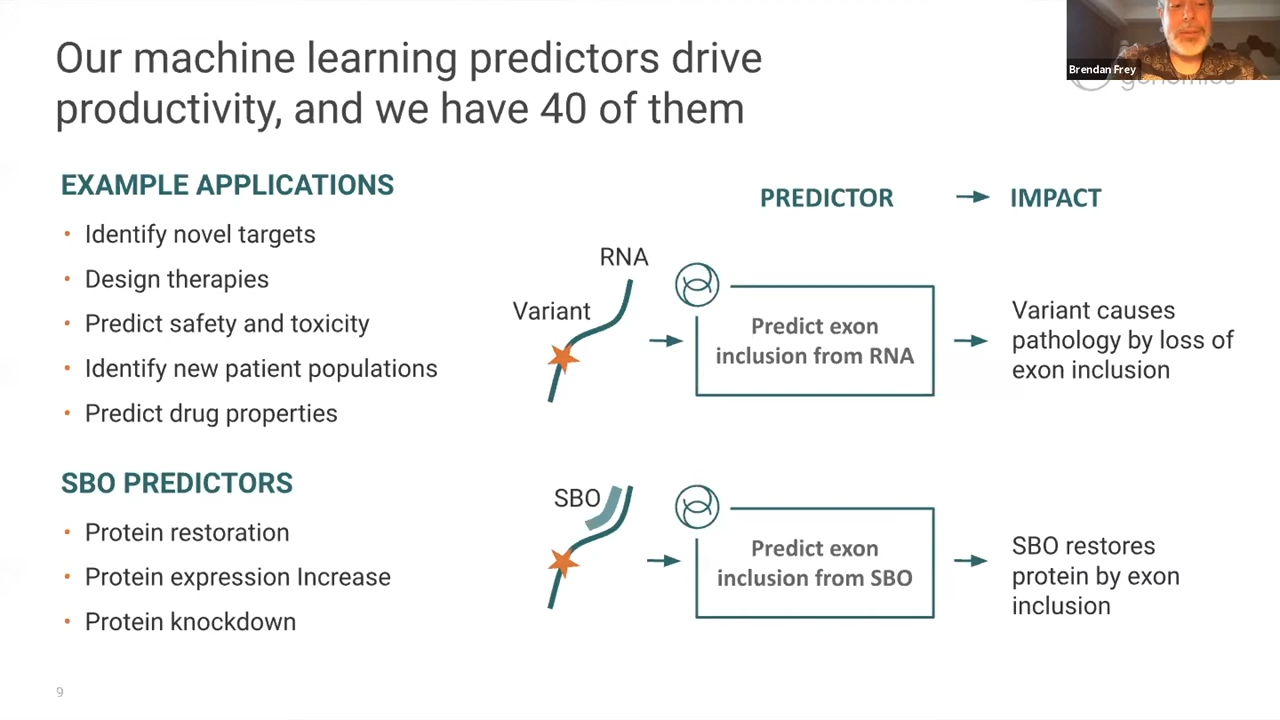 Our machine learning predictors drive
productivity, and we have 40 of them
Brendan Frey
genomics
EXAMPLE APPLICATIONS
• Identify novel targets
• Design therapies
• Predict safety and toxicity
• Identify new patient populations
• Predict drug properties
SBO PREDICTORS
• Protein restoration
• Protein expression Increase
• Protein knockdown
PREDICTOR
IMPACT
RNA
Variant
Predict exon
inclusion from RNA
Variant causes
pathology by loss of
exon inclusion
SBO
Predict exon
inclusion from SBO
SBO restores
protein by exon
inclusion
9